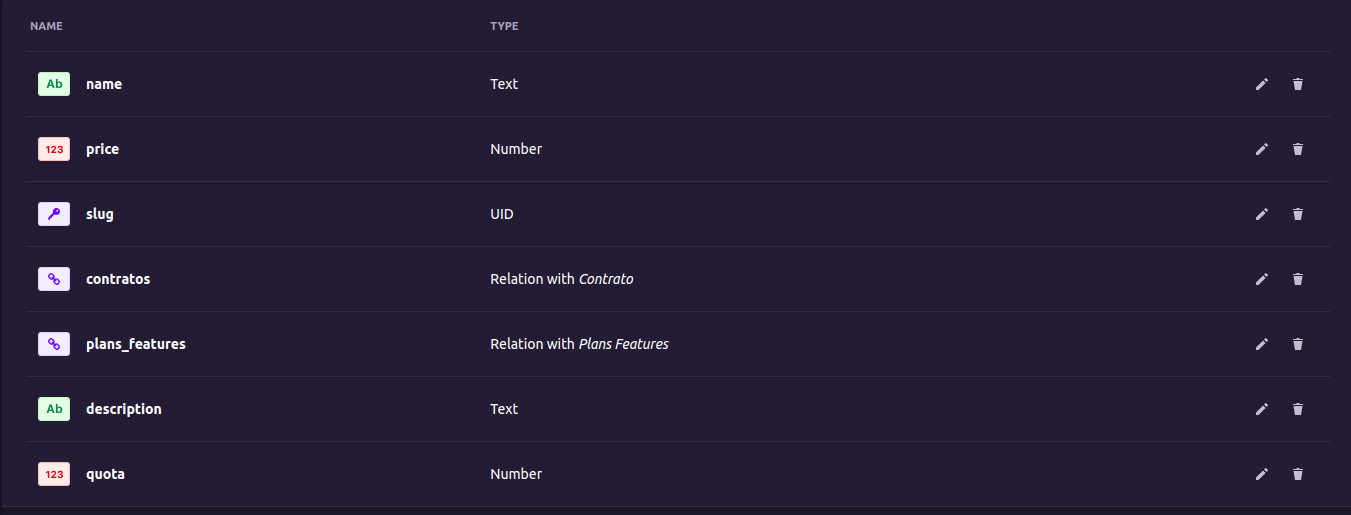 NAME TYPE
Ab name Text
123 price Number
slug UID
contratos Relation with Contrato
plans_features Relation with Plans Features
Ab description Text
123 quota Number